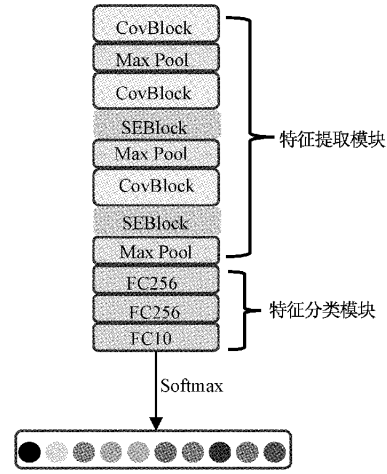 CovBlock
Max Pool
CovBlock
SEBlock
Max Pool
CovBlock
SEBlock
Max Pool
特征提取模块
FC256
FC256
FC10
特征分类模块
Softmax